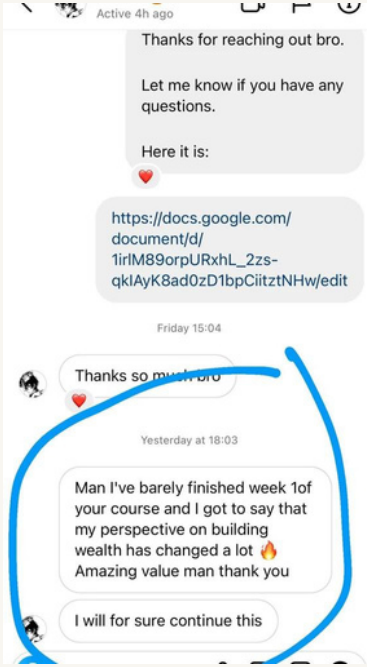 Active 4h ago
Thanks for reaching out bro.
Let me know if you have any
questions.
Here it is:
https://docs.google.com/
document/d/
1irlM89orpURxhL_2zs-
qklAyK8ad0zD1bpCiitztNHw/edit
Friday 15:04
Thanks so much bro
Yesterday at 18:03
Man I've barely finished week 1of
your course and I got to say that
my perspective on building
wealth has changed a lot 🔥
Amazing value man thank you
I will for sure continue this